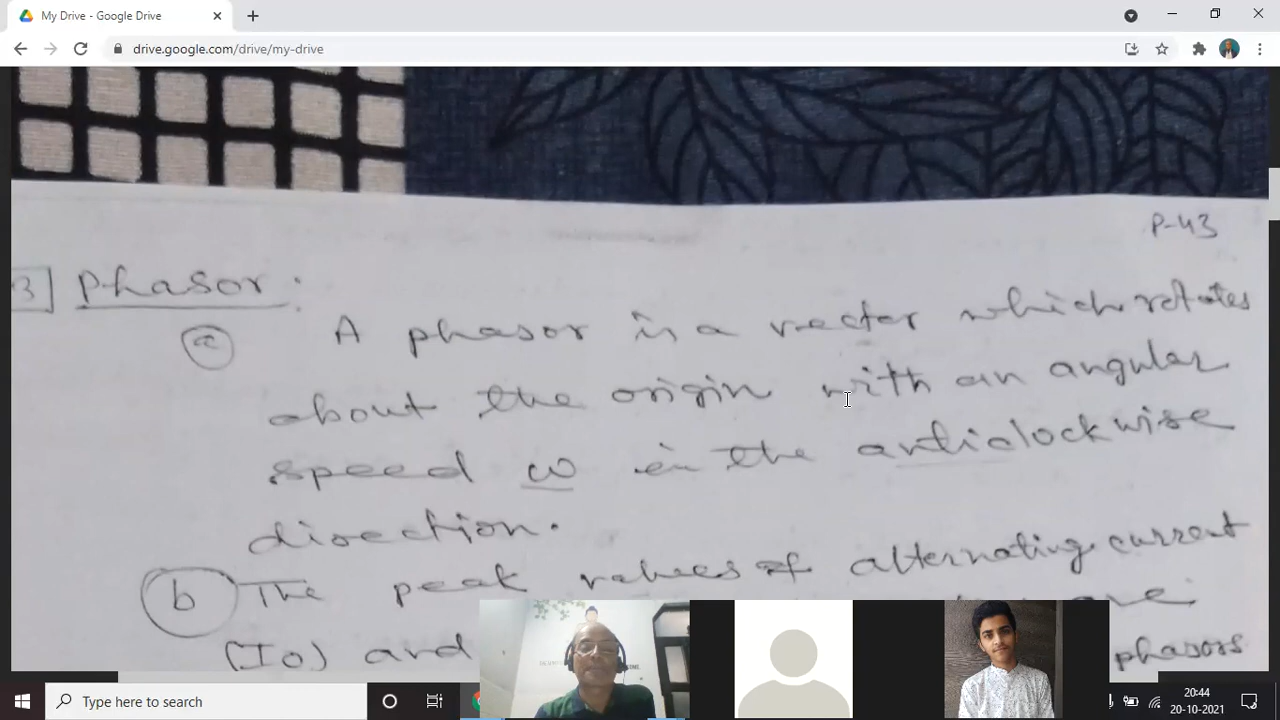 My Drive - Google Drive
drive.google.com/drive/my-drive
P-43
3] Phasor:
a A phasor is a vector which rotates
about the origin with an angular
speed ω in the anticlockwise
direction.
b The peak values of alternating current
are
(Io) and phasors
Type here to search
20:44
20-10-2021